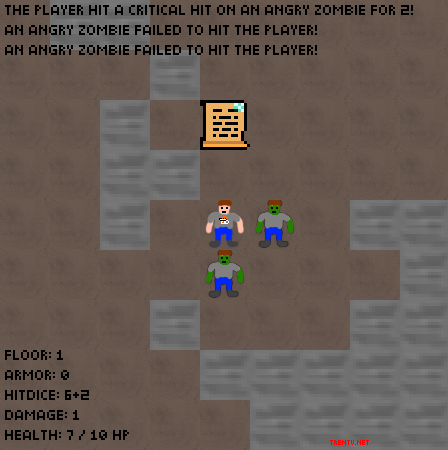 THE PLAYER HIT A CRITICAL HIT ON AN ANGRY ZOMBIE FOR 2!
AN ANGRY ZOMBIE FAILED TO HIT THE PLAYER!
AN ANGRY ZOMBIE FAILED TO HIT THE PLAYER!
FLOOR: 1
ARMOR: 0
HITDICE: 6+2
DAMAGE: 1
HEALTH: 7 / 10 HP